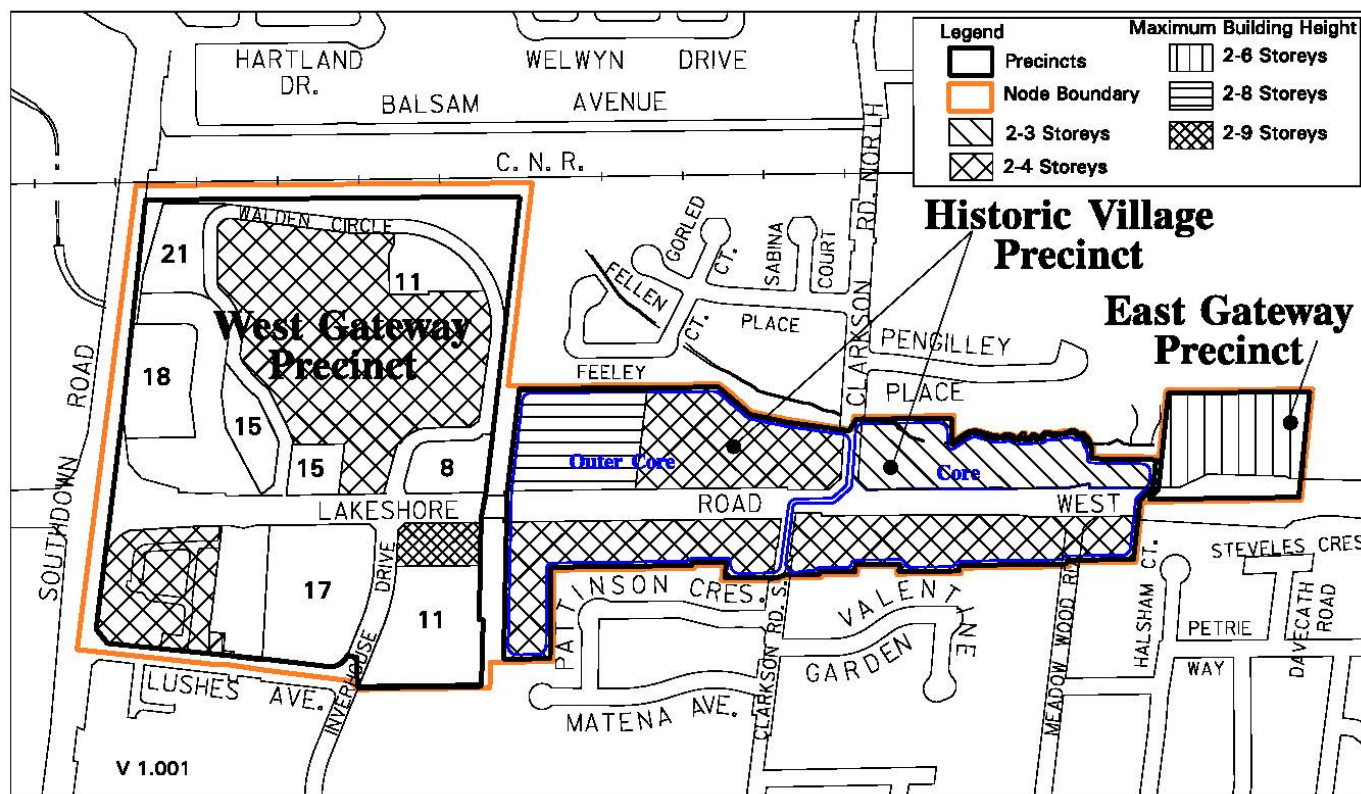 Legend
Precincts
Node Boundary
2-3 Storeys
2-4 Storeys
Maximum Building Height
2-6 Storeys
2-8 Storeys
2-9 Storeys
HARTLAND
DR.
WELWYN DRIVE
BALSAM AVENUE
C. N. R.
CLARKSON RD. NORTH
Historic Village
Precinct
East Gateway
Precinct
WALDEN CIRCLE
21
11
West Gateway
Precinct
18
15
15
8
SOUTHDOWN ROAD
GORLED
CT.
FELLEN
CT.
SABINA
COURT
PLACE
FEELEY
PENGILLEY
PLACE
Outer Core
Core
LAKESHORE ROAD WEST
17
11
INVERHOUSE DRIVE
LUSHES AVE.
PATTINSON CRES.
MATENA AVE.
CLARKSON RD. S.
VALENTINE
GARDEN
MEADOW WOOD RD
HALSHAM CT.
STEVELES CRES
PETRIE
WAY
DAVECATH
ROAD
V 1.001